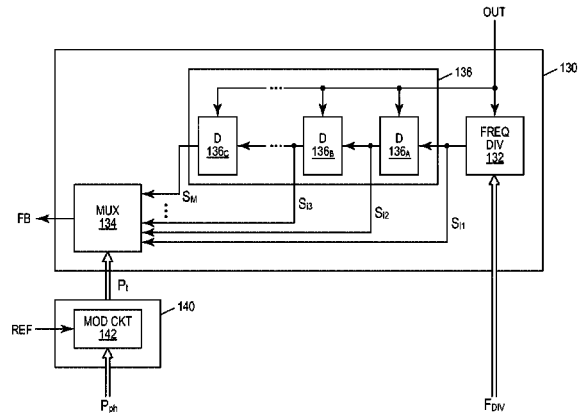 OUT
136
130
D
136C
D
136B
D
136A
FREQ
DIV
132
SM
Si3
Si2
Si1
FB
MUX
134
Pt
140
REF
MOD CKT
142
Pph
FDIV